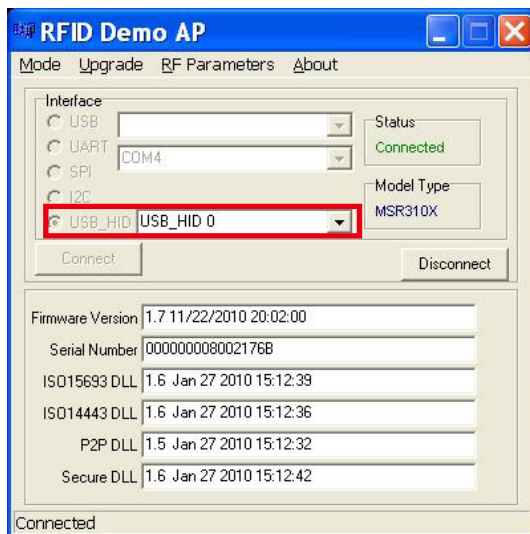 RFID Demo AP
Mode Upgrade RF Parameters About
Interface
USB
UART COM4
SPI
I2C
USB_HID USB_HID 0
Status
Connected
Model Type
MSR310X
Connect
Disconnect
Firmware Version 1.7 11/22/2010 20:02:00
Serial Number 000000008002176B
ISO15693 DLL 1.6 Jan 27 2010 15:12:39
ISO14443 DLL 1.6 Jan 27 2010 15:12:36
P2P DLL 1.5 Jan 27 2010 15:12:32
Secure DLL 1.6 Jan 27 2010 15:12:42
Connected